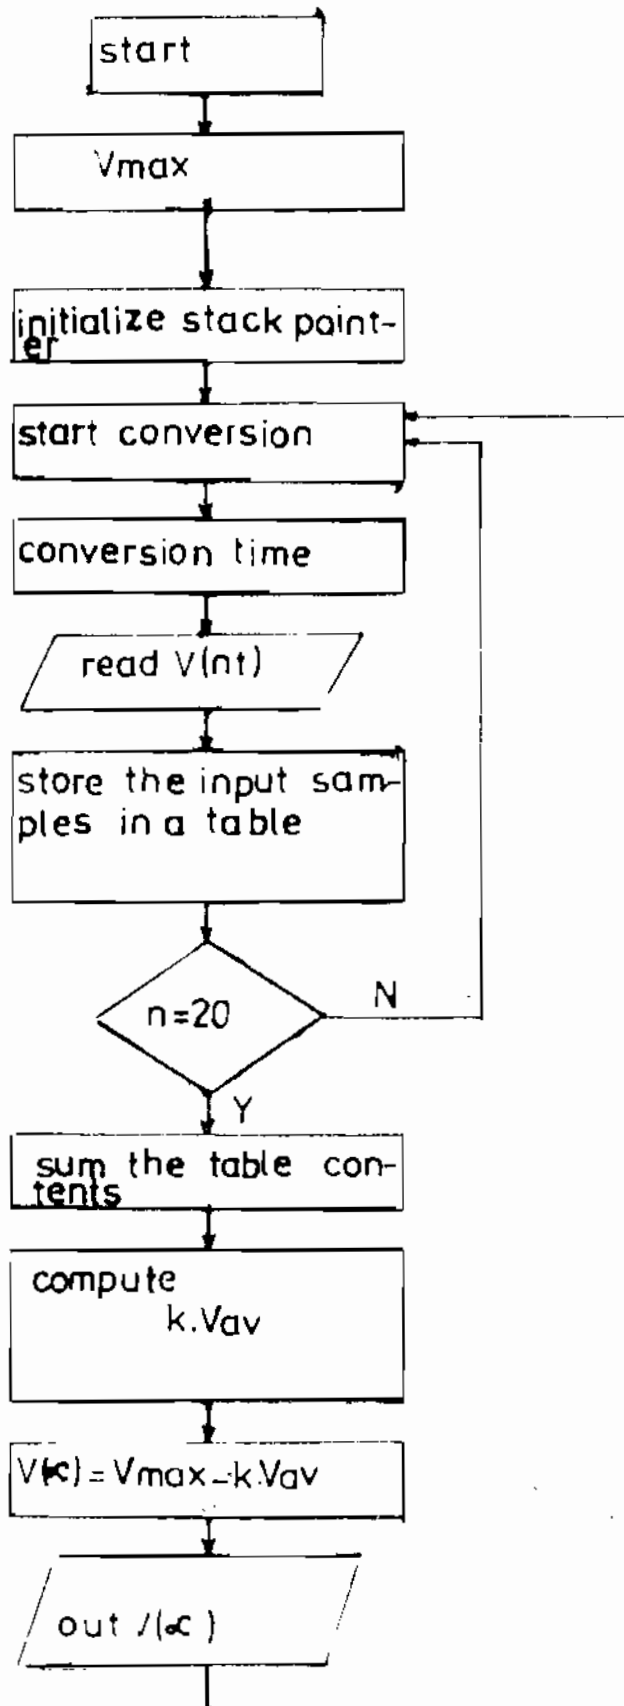 start
Vmax
initialize stack point-
er
start conversion
conversion time
read V(nt)
store the input sam-
ples in a table
n=20
N
Y
sum the table con-
tents
compute
k.Vav
V(∝) = Vmax - k.Vav
out V(∝)